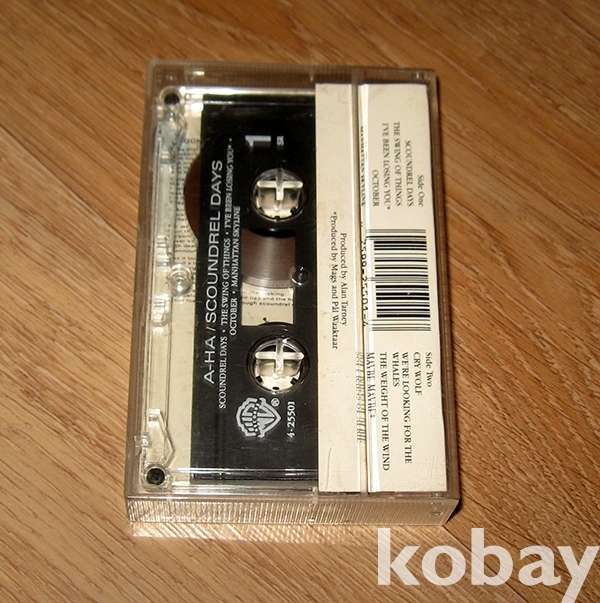 A-HA/SCOUNDREL DAYS
SCOUNDREL DAYS • THE SWING OF THINGS • I'VE BEEN LOSING YOU* •
OCTOBER • MANHATTAN SKYLINE
1
SR
4-25501
1
Side One
SCOUNDREL DAYS
THE SWING OF THINGS
I'VE BEEN LOSING YOU*
OCTOBER
MANHATTAN SKYLINE
Produced by Alan Tarney
*Produced by Mags and Pål Waaktaar
Side Two
CRY WOLF
WE'RE LOOKING FOR THE
WHALES
THE WEIGHT OF THE WIND
MAYBE MAYBE*
kobay